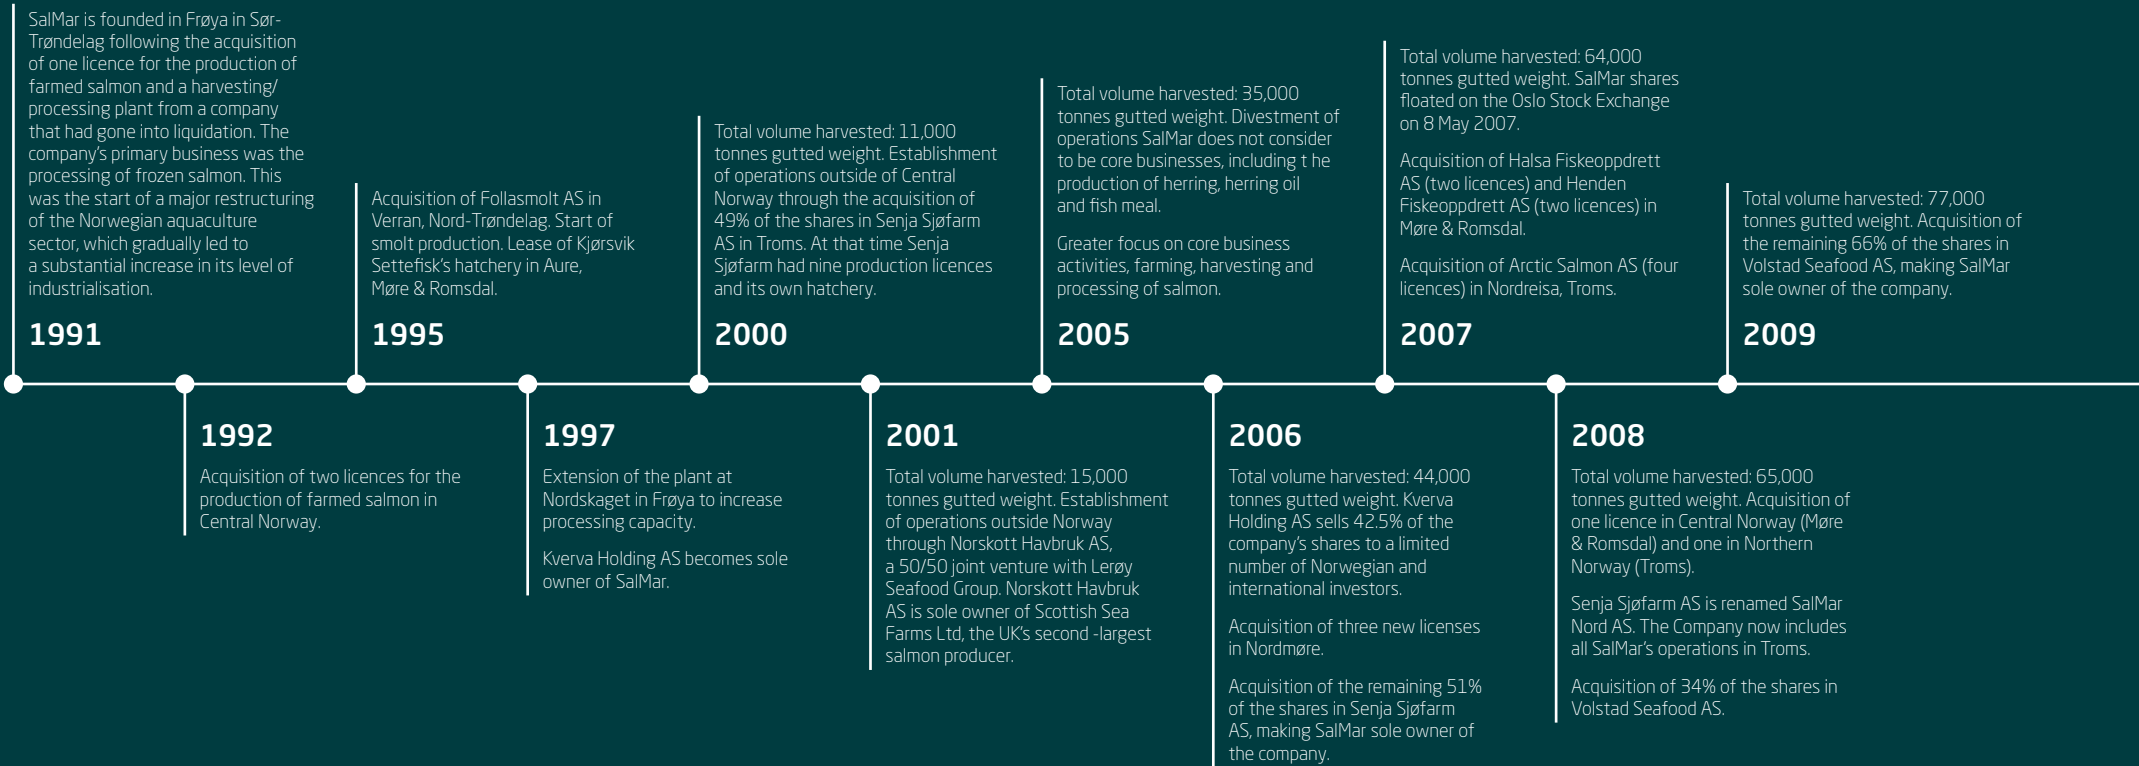 SalMar is founded in Frøya in Sør-
Trøndelag following the acquisition
of one licence for the production of
farmed salmon and a harvesting/
processing plant from a company
that had gone into liquidation. The
company's primary business was the
processing of frozen salmon. This
was the start of a major restructuring
of the Norwegian aquaculture
sector, which gradually led to
a substantial increase in its level of
industrialisation.
1991
1992
Acquisition of two licences for the
production of farmed salmon in
Central Norway.
Acquisition of Follasmolt AS in
Verran, Nord-Trøndelag. Start of
smolt production. Lease of Kjørsvik
Settefisk's hatchery in Aure,
Møre & Romsdal.
1995
1997
Extension of the plant at
Nordskaget in Frøya to increase
processing capacity.
Kverva Holding AS becomes sole
owner of SalMar.
Total volume harvested: 11,000
tonnes gutted weight. Establishment
of operations outside of Central
Norway through the acquisition of
49% of the shares in Senja Sjøfarm
AS in Troms. At that time Senja
Sjøfarm had nine production licences
and its own hatchery.
2000
2001
Total volume harvested: 15,000
tonnes gutted weight. Establishment
of operations outside Norway
through Norskott Havbruk AS,
a 50/50 joint venture with Lerøy
Seafood Group. Norskott Havbruk
AS is sole owner of Scottish Sea
Farms Ltd, the UK's second -largest
salmon producer.
Total volume harvested: 35,000
tonnes gutted weight. Divestment of
operations SalMar does not consider
to be core businesses, including t he
production of herring, herring oil
and fish meal.
Greater focus on core business
activities, farming, harvesting and
processing of salmon.
2005
2006
Total volume harvested: 44,000
tonnes gutted weight. Kverva
Holding AS sells 42.5% of the
company's shares to a limited
number of Norwegian and
international investors.
Acquisition of three new licenses
in Nordmøre.
Acquisition of the remaining 51%
of the shares in Senja Sjøfarm
AS, making SalMar sole owner of
the company.
Total volume harvested: 64,000
tonnes gutted weight. SalMar shares
floated on the Oslo Stock Exchange
on 8 May 2007.
Acquisition of Halsa Fiskeoppdrett
AS (two licences) and Henden
Fiskeoppdrett AS (two licences) in
Møre & Romsdal.
Acquisition of Arctic Salmon AS (four
licences) in Nordreisa, Troms.
2007
2008
Total volume harvested: 65,000
tonnes gutted weight. Acquisition of
one licence in Central Norway (Møre
& Romsdal) and one in Northern
Norway (Troms).
Senja Sjøfarm AS is renamed SalMar
Nord AS. The Company now includes
all SalMar's operations in Troms.
Acquisition of 34% of the shares in
Volstad Seafood AS.
Total volume harvested: 77,000
tonnes gutted weight. Acquisition of
the remaining 66% of the shares in
Volstad Seafood AS, making SalMar
sole owner of the company.
2009